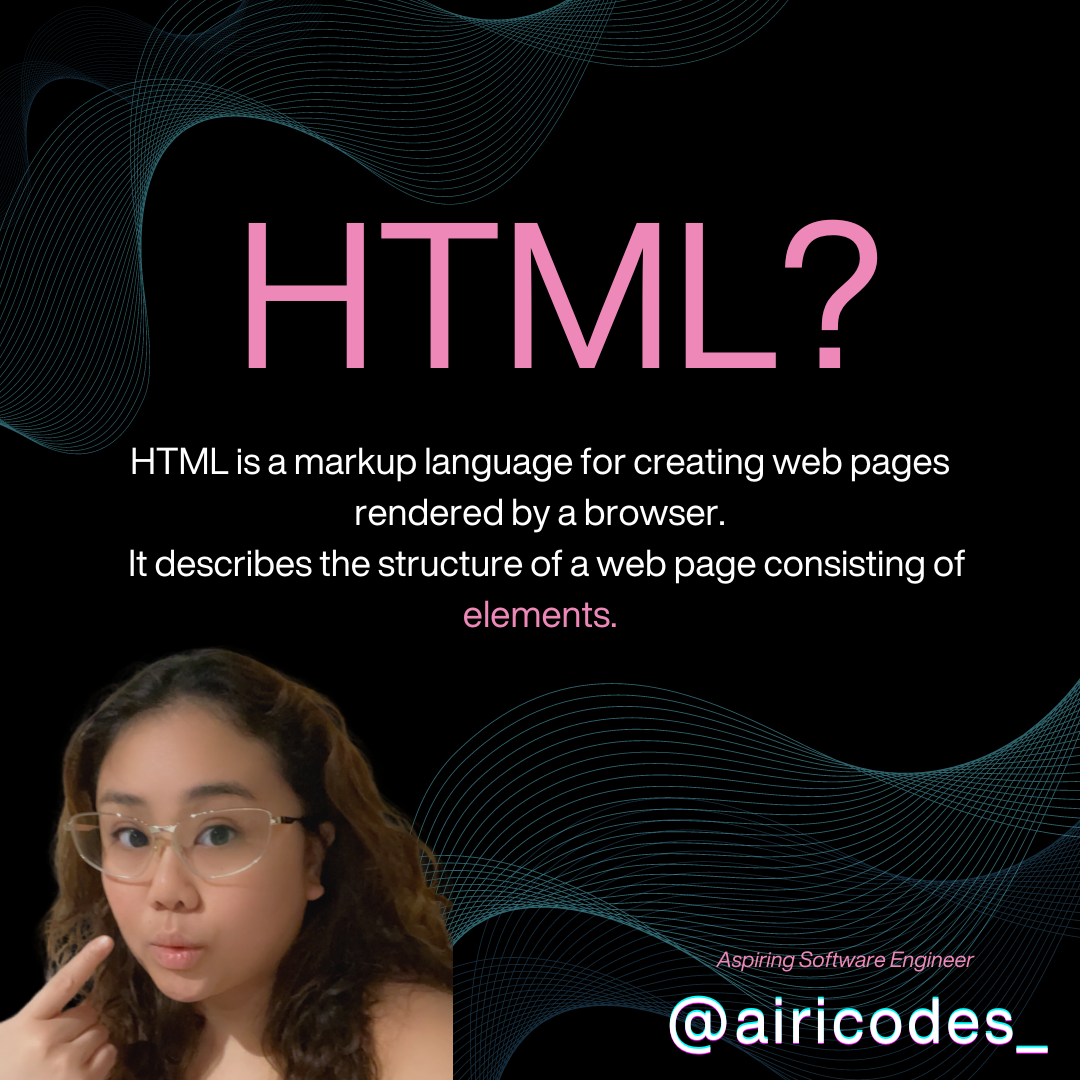 HTML?
HTML is a markup language for creating web pages
rendered by a browser.
It describes the structure of a web page consisting of
elements.
Aspiring Software Engineer
@airicodes_